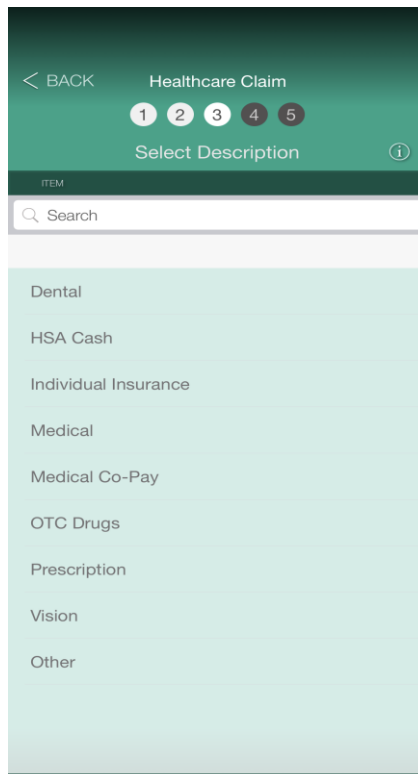 < BACK Healthcare Claim
1 2 3 4 5
Select Description i
ITEM
Search
Dental
HSA Cash
Individual Insurance
Medical
Medical Co-Pay
OTC Drugs
Prescription
Vision
Other